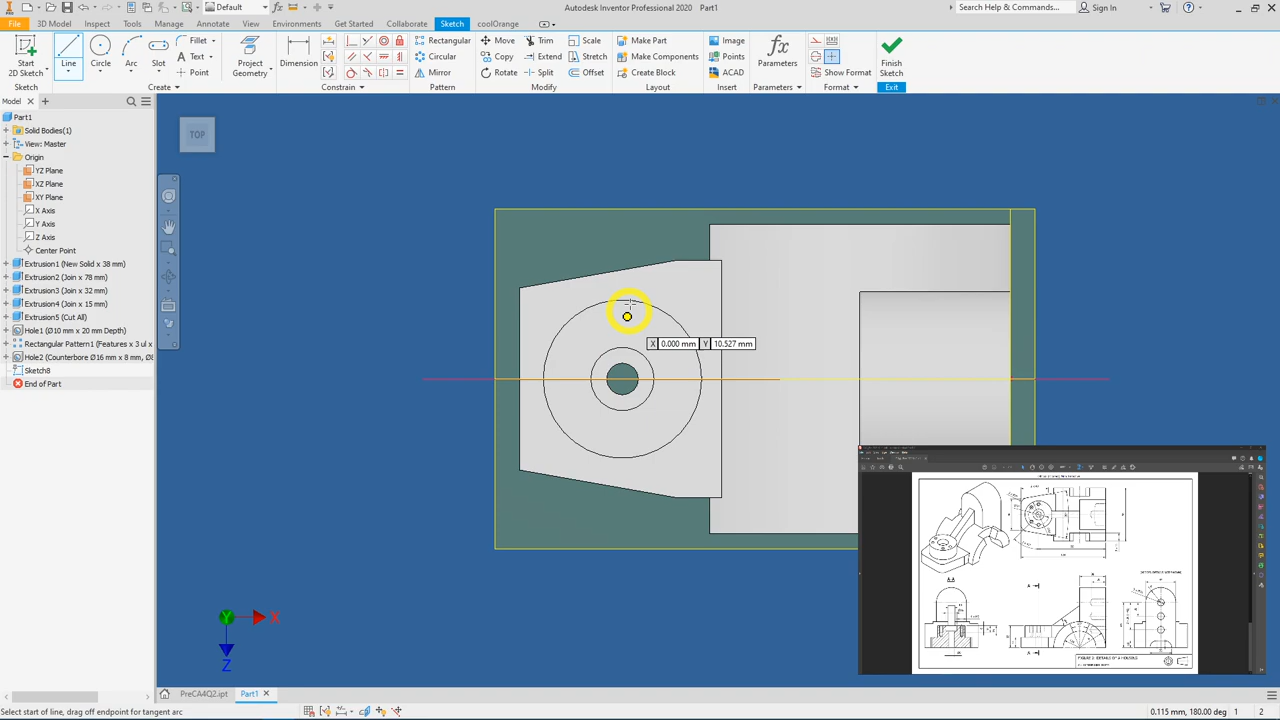 Default
Autodesk Inventor Professional 2020 Part1
Search Help & Commands...
Sign In
File 3D Model Sketch Inspect Tools Manage Annotate View Environments Get Started Collaborate Sketch coolOrange
Start
2D Sketch
Line
Circle
Arc
Slot
Fillet
Text
Point
Project
Geometry
Dimension
Rectangular
Circular
Mirror
Move
Copy
Rotate
Trim
Extend
Split
Scale
Stretch
Offset
Make Part
Make Components
Create Block
Image
Points
ACAD
Parameters
Show Format
Finish
Sketch
Sketch Create Constrain Pattern Modify Layout Insert Parameters Format Exit
Model
Part1
Solid Bodies(1)
View: Master
Origin
YZ Plane
XZ Plane
XY Plane
X Axis
Y Axis
Z Axis
Center Point
Extrusion1 (New Solid x 38 mm)
Extrusion2 (Join x 78 mm)
Extrusion3 (Join x 32 mm)
Extrusion4 (Join x 15 mm)
Extrusion5 (Cut All)
Hole1 (Ø10 mm x 20 mm Depth)
Rectangular Pattern1 (Features x 3 ul
Hole2 (Counterbore Ø16 mm x 8 mm, Ø
Sketch8
End of Part
TOP
X 0.000 mm Y 10.527 mm
X
Y
Z
A-A
PreCA4Q2.ipt
Part1
Select start of line, drag off endpoint for tangent arc
0.115 mm, 180.00 deg 1 2